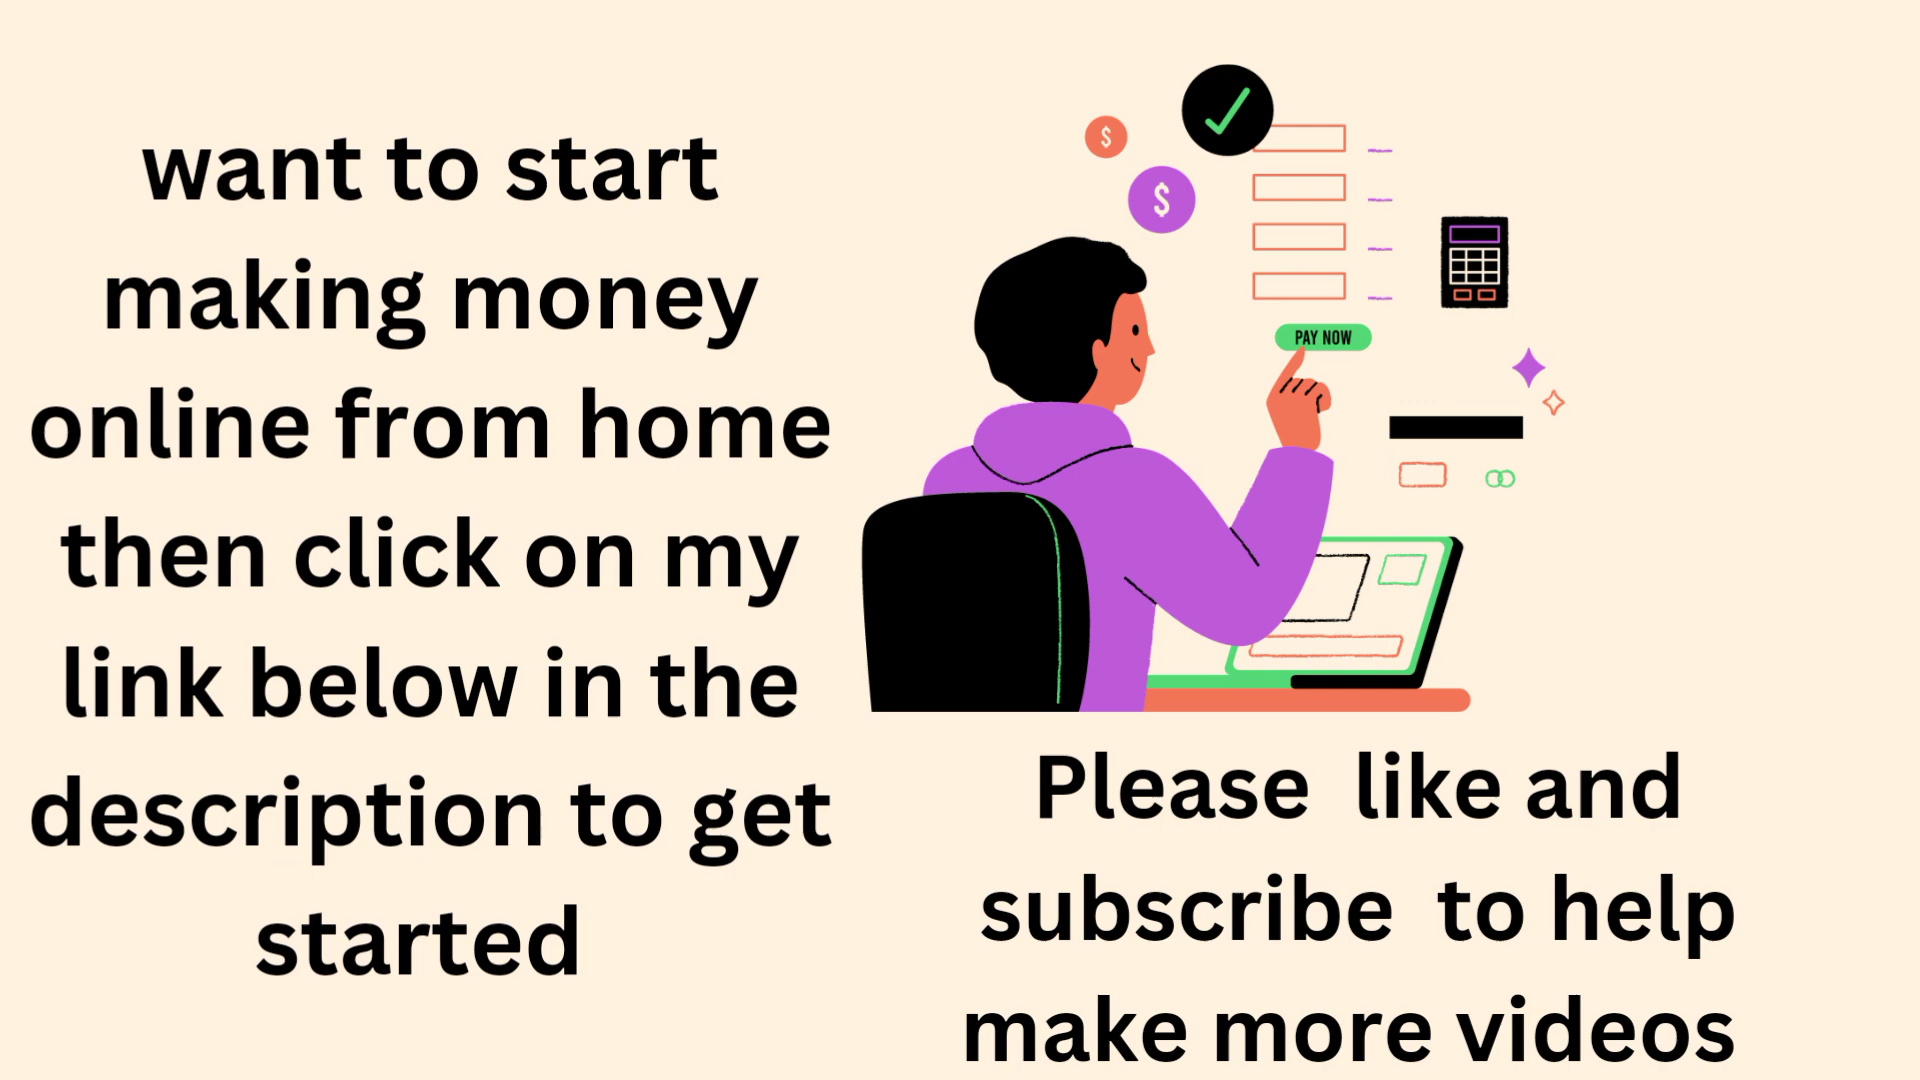 want to start
making money
online from home
then click on my
link below in the
description to get
started
$
$
PAY NOW
Please like and
subscribe to help
make more videos